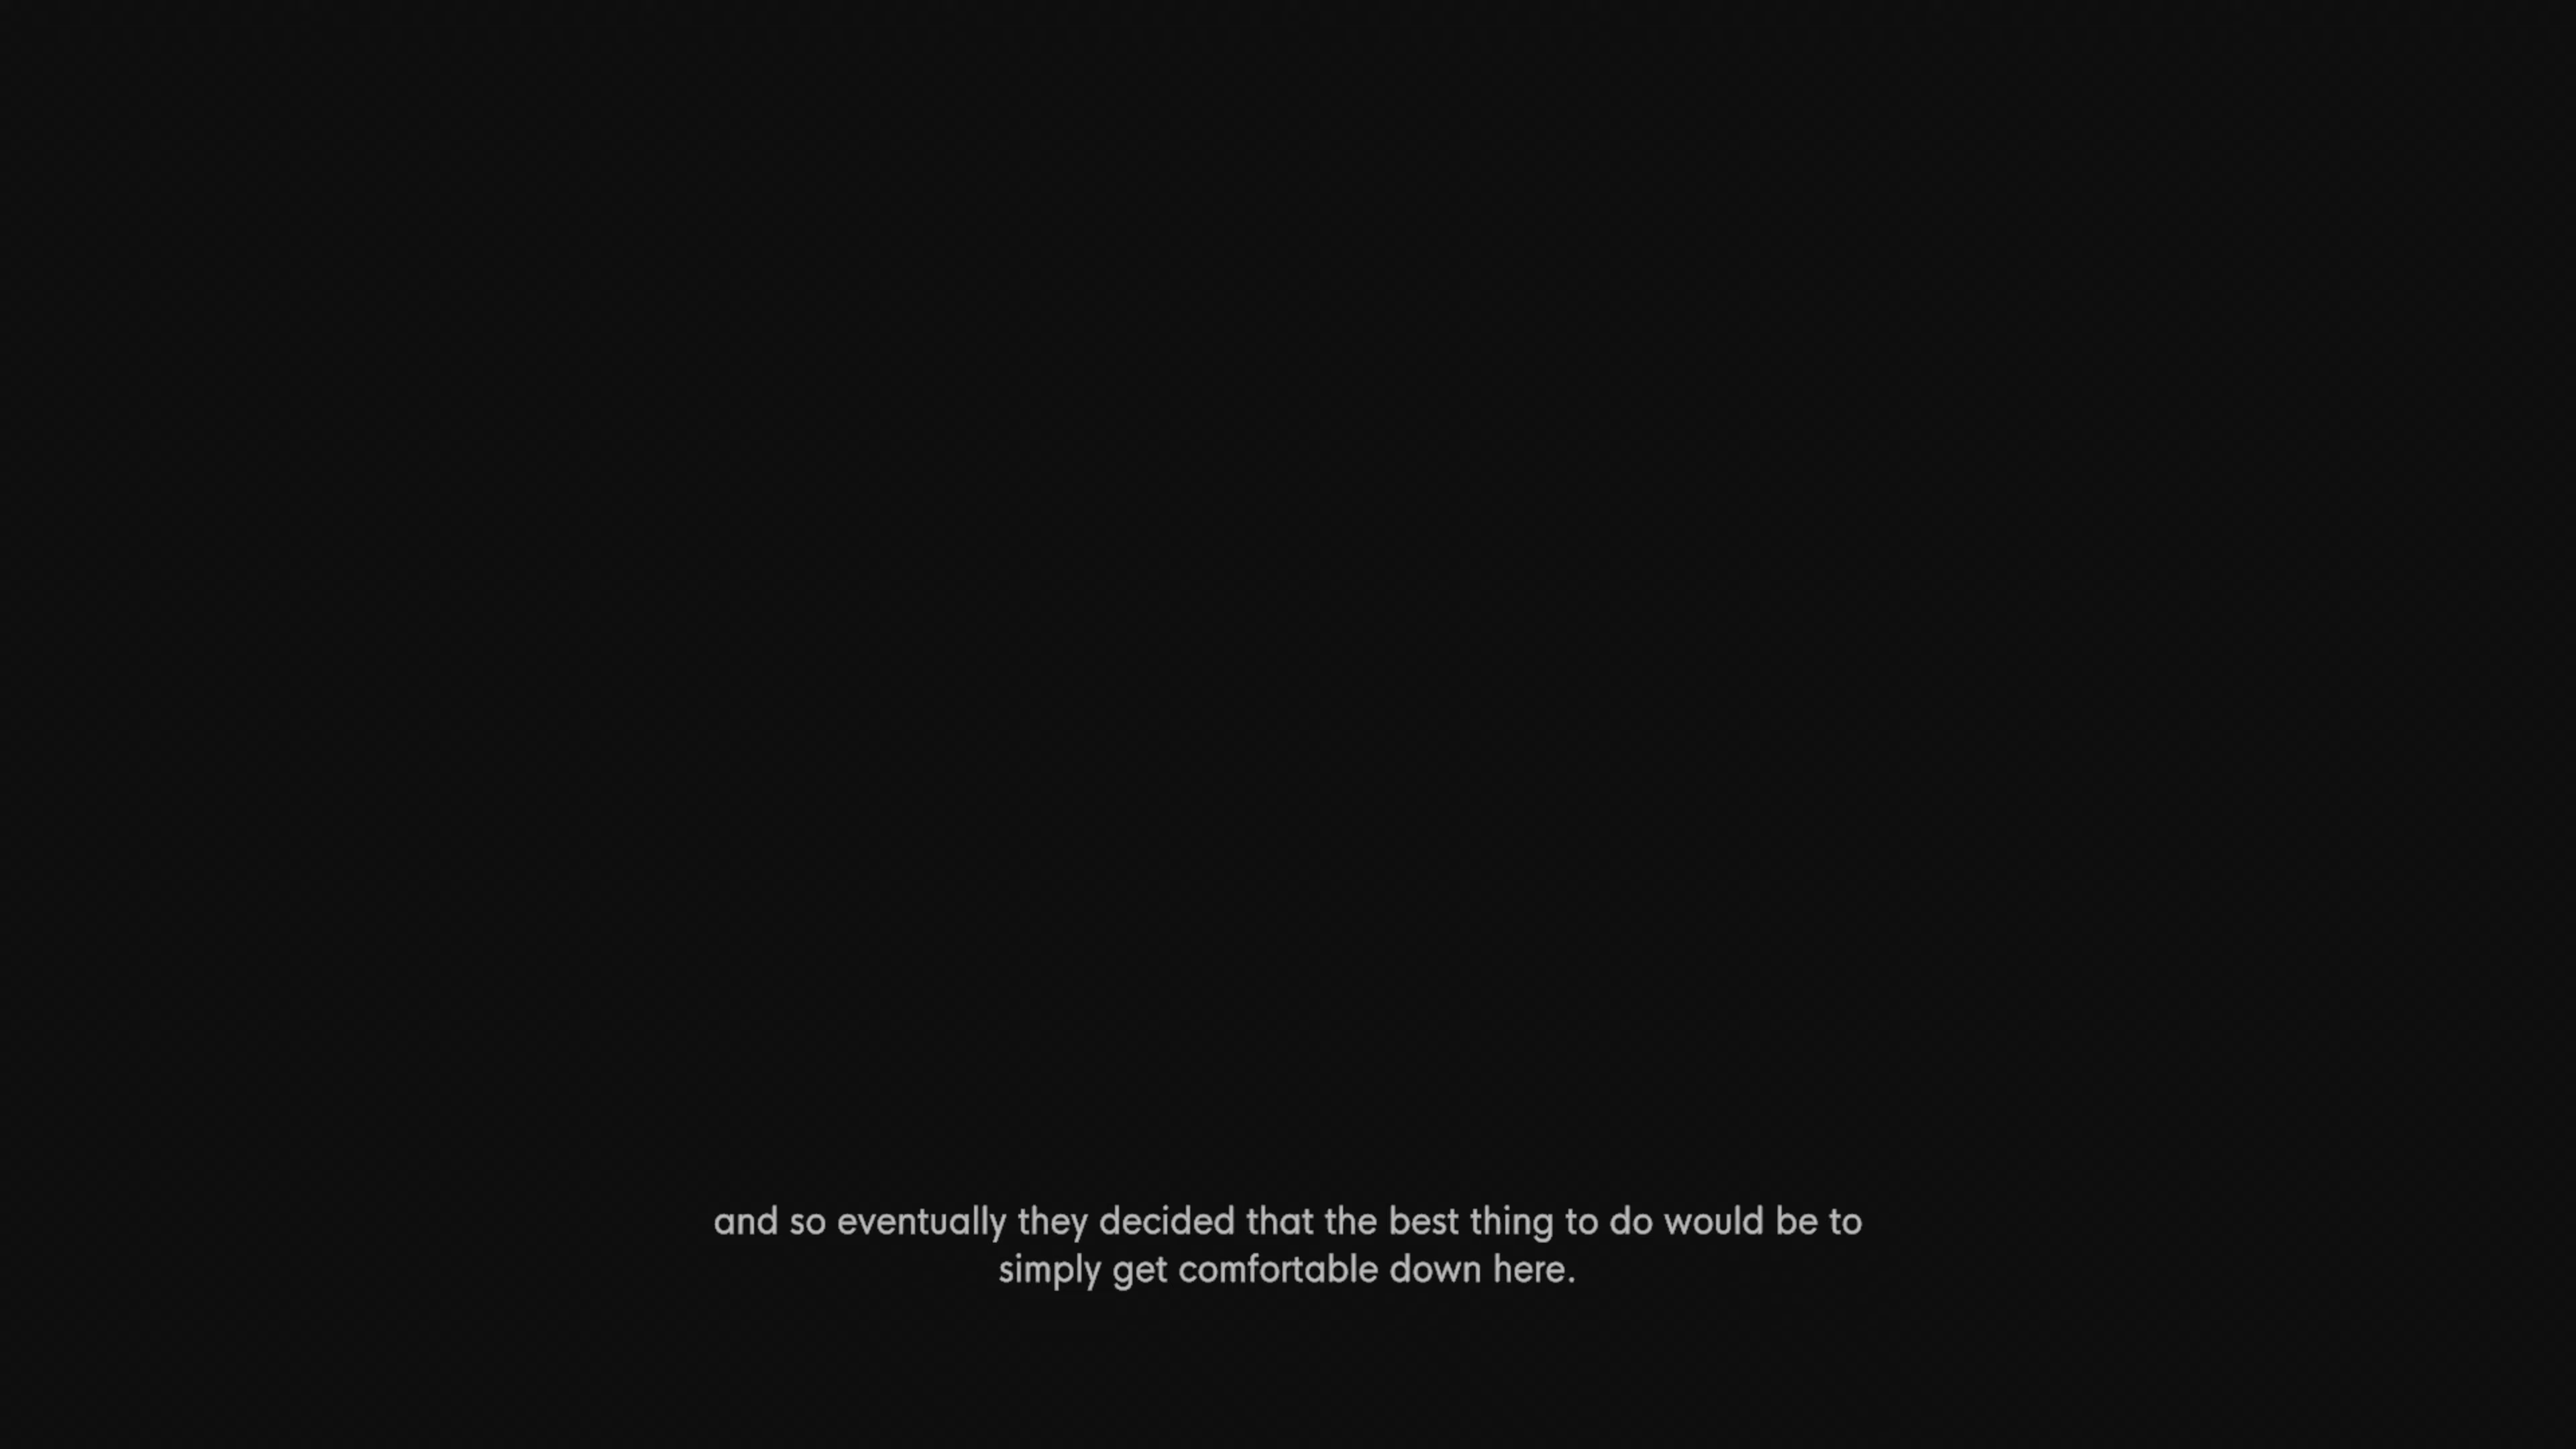 and so eventually they decided that the best thing to do would be to
simply get comfortable down here.